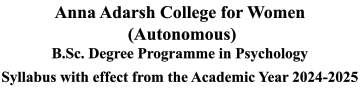 Anna Adarsh College for Women
(Autonomous)
B.Sc. Degree Programme in Psychology
Syllabus with effect from the Academic Year 2024-2025